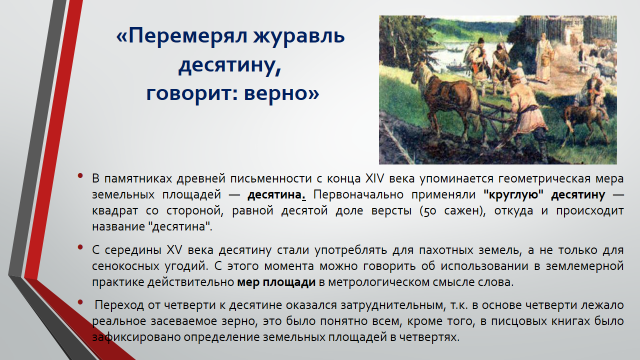 «Перемерял журавль
десятину,
говорит: верно»
• В памятниках древней письменности с конца XIV века упоминается геометрическая мера
земельных площадей — десятина. Первоначально применяли "круглую" десятину —
квадрат со стороной, равной десятой доле версты (50 сажен), откуда и происходит
название "десятина".
• С середины XV века десятину стали употреблять для пахотных земель, а не только для
сенокосных угодий. С этого момента можно говорить об использовании в землемерной
практике действительно мер площади в метрологическом смысле слова.
• Переход от четверти к десятине оказался затруднительным, т.к. в основе четверти лежало
реальное засеваемое зерно, это было понятно всем, кроме того, в писцовых книгах было
зафиксировано определение земельных площадей в четвертях.